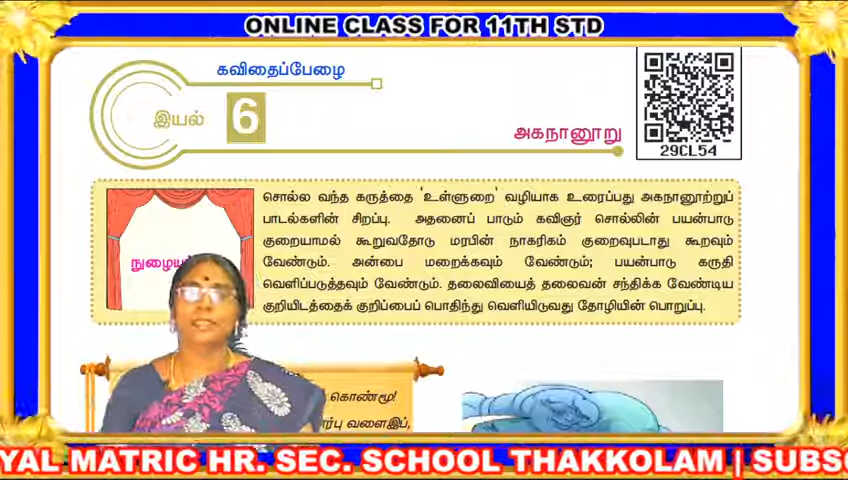 ONLINE CLASS FOR 11TH STD
கவிதைப்பேழை
இயல் 6
அகநானூறு
29CL54
சொல்ல வந்த கருத்தை 'உள்ளுறை' வழியாக உரைப்பது அகநானூற்றுப்
பாடல்களின் சிறப்பு. அதனைப் பாடும் கவிஞர் சொல்லின் பயன்பாடு
குறையாமல் கூறுவதோடு மரபின் நாகரிகம் குறைவுபடாது கூறவும்
வேண்டும். அன்பை மறைக்கவும் வேண்டும்; பயன்பாடு கருதி
வெளிப்படுத்தவும் வேண்டும். தலைவியைத் தலைவன் சந்திக்க வேண்டிய
குறியிடத்தைக் குறிப்பைப் பொதிந்து வெளியிடுவது தோழியின் பொறுப்பு.
கொண்மூ!
வளைஇப்,
YAL MATRIC HR. SEC. SCHOOL THAKKOLAM | SUBSC